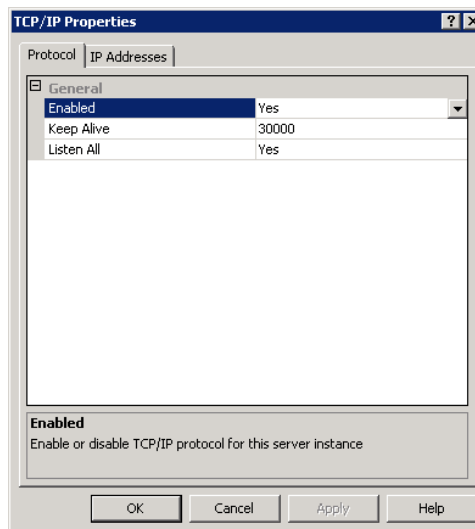 TCP/IP Properties
Protocol IP Addresses
General
Enabled Yes
Keep Alive 30000
Listen All Yes
Enabled
Enable or disable TCP/IP protocol for this server instance
OK Cancel Apply Help